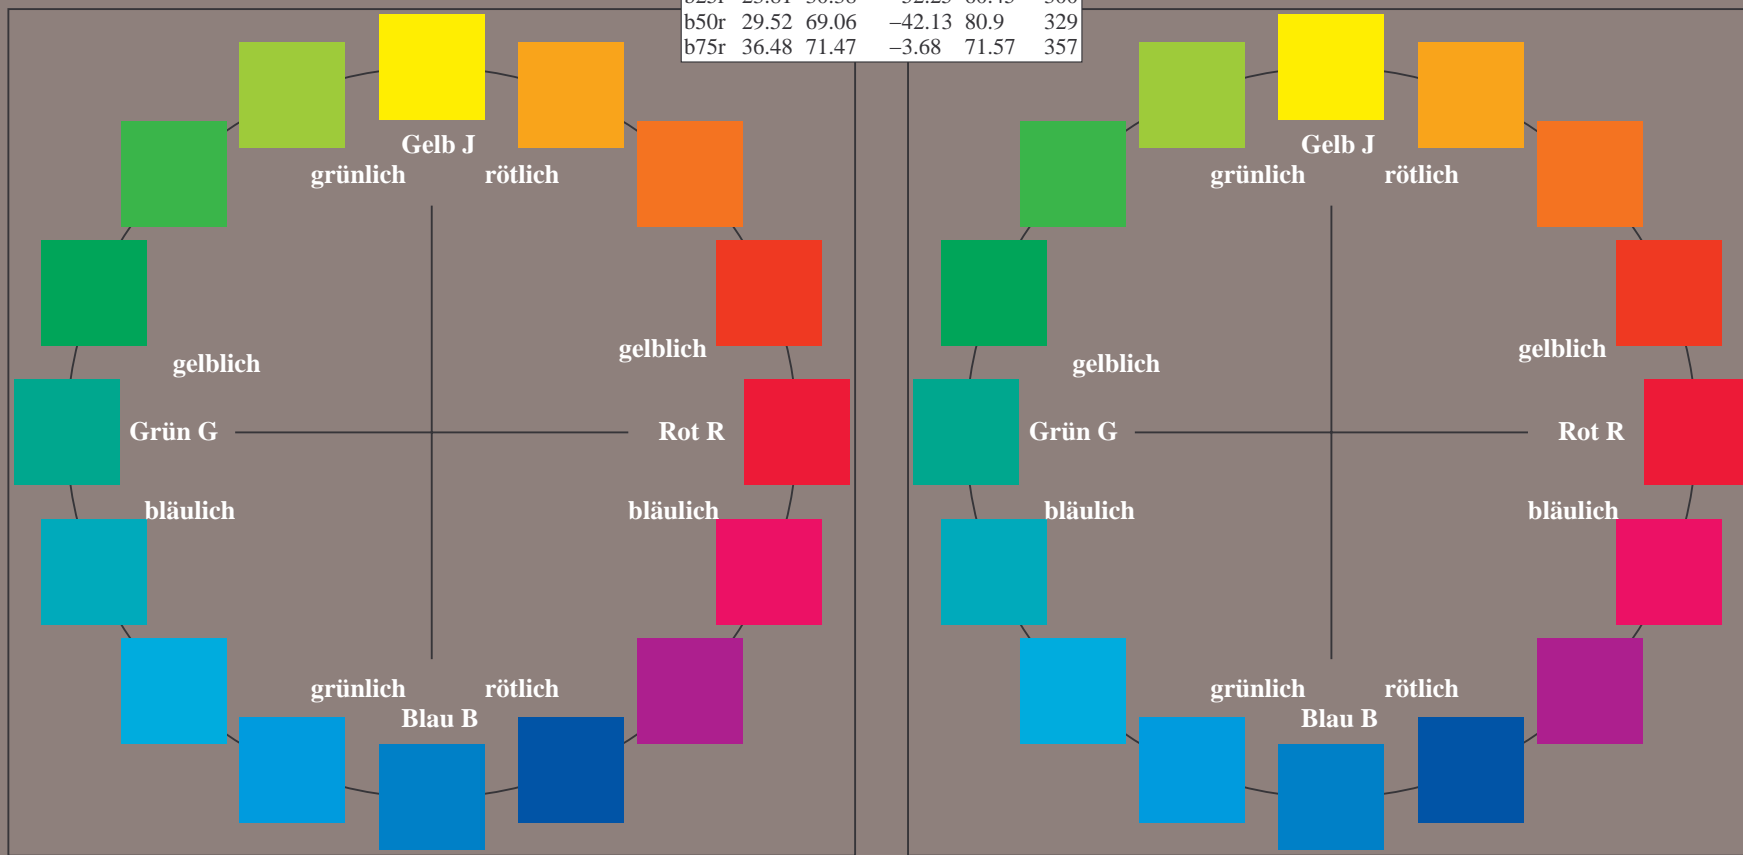 b50r 29.52 69.06 −42.13 80.9 329
b75r 36.48 71.47 −3.68 71.57 357
Gelb J
grünlich rötlich
gelblich
gelblich
Grün G
Rot R
bläulich
bläulich
grünlich rötlich
Blau B
Gelb J
grünlich rötlich
gelblich
gelblich
Grün G
Rot R
bläulich
bläulich
grünlich rötlich
Blau B